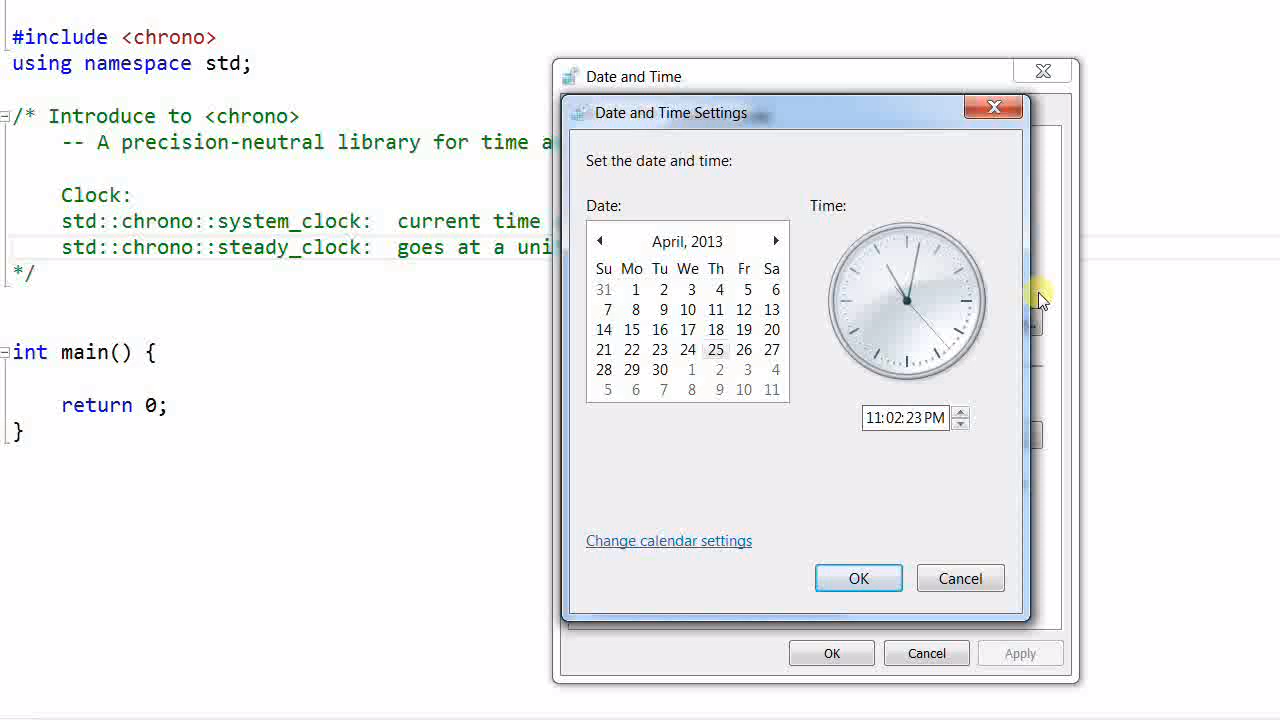 #include <chrono>
using namespace std;
/* Introduce to <chrono>
-- A precision-neutral library for time a
Clock:
std::chrono::system_clock: current time
std::chrono::steady_clock: goes at a uni
*/
int main() {
return 0;
}
Date and Time
Date and Time Settings
Set the date and time:
Date:
Time:
April, 2013
Su Mo Tu We Th Fr Sa
31 1 2 3 4 5 6
7 8 9 10 11 12 13
14 15 16 17 18 19 20
21 22 23 24 25 26 27
28 29 30 1 2 3 4
5 6 7 8 9 10 11
11:02:23 PM
Change calendar settings
OK Cancel
OK Cancel Apply